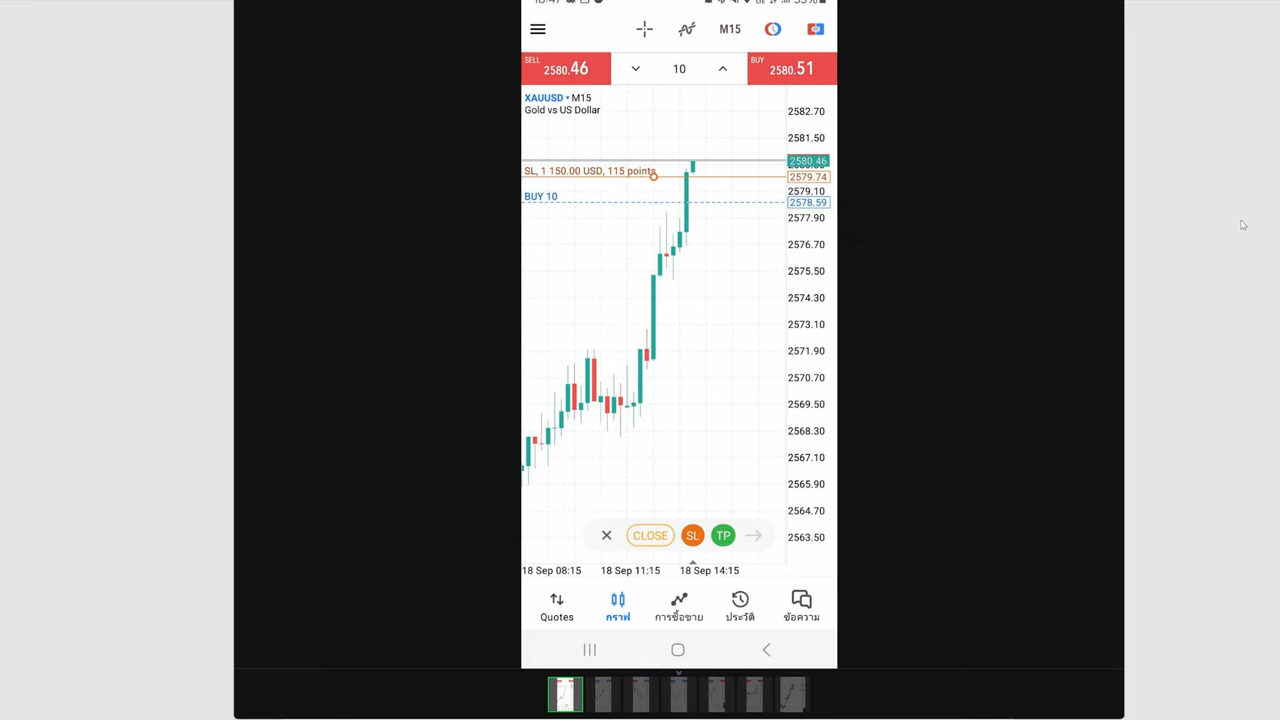 M15
SELL
2580.46
10
BUY
2580.51
XAUUSD ▾ M15
Gold vs US Dollar
2582.70
2581.50
2580.46
SL, 1 150.00 USD, 115 points
2579.74
2579.10
BUY 10
2578.59
2577.90
2576.70
2575.50
2574.30
2573.10
2571.90
2570.70
2569.50
2568.30
2567.10
2565.90
2564.70
2563.50
CLOSE
SL
TP
18 Sep 08:15 18 Sep 11:15 18 Sep 14:15
Quotes กราฟ การซื้อขาย ประวัติ ข้อความ